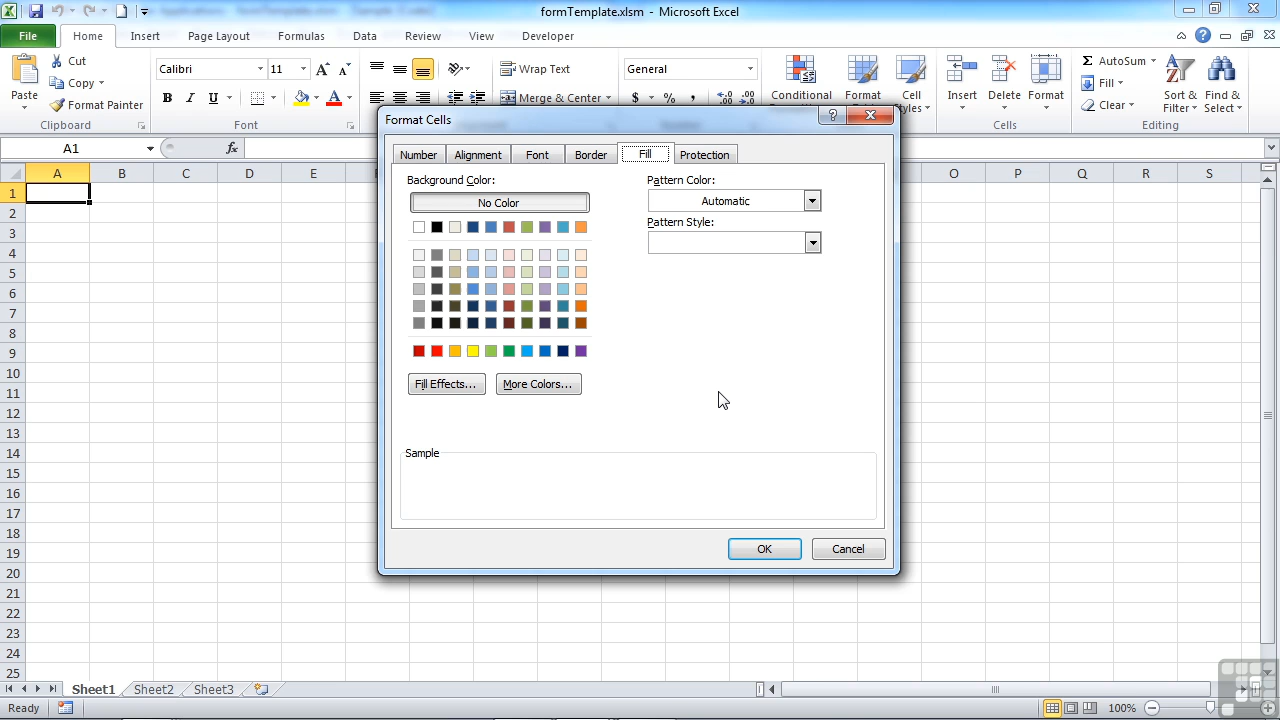 formTemplate.xlsm - Microsoft Excel
File Home Insert Page Layout Formulas Data Review View Developer
Paste
Cut
Copy
Format Painter
Clipboard
Calibri 11
B I U
Font
Wrap Text
Merge & Center
General
$ % ,
Conditional
Format
Cell
Styles
Insert
Delete
Format
Cells
Σ AutoSum
Fill
Clear
Sort &
Filter
Find &
Select
Editing
A1 fx
A B C D E O P Q R S
1
2
3
4
5
6
7
8
9
10
11
12
13
14
15
16
17
18
19
20
21
22
23
24
25
Format Cells
Number Alignment Font Border Fill Protection
Background Color:
No Color
Fill Effects... More Colors...
Pattern Color:
Automatic
Pattern Style:
Sample
OK Cancel
Sheet1 Sheet2 Sheet3
Ready 100%